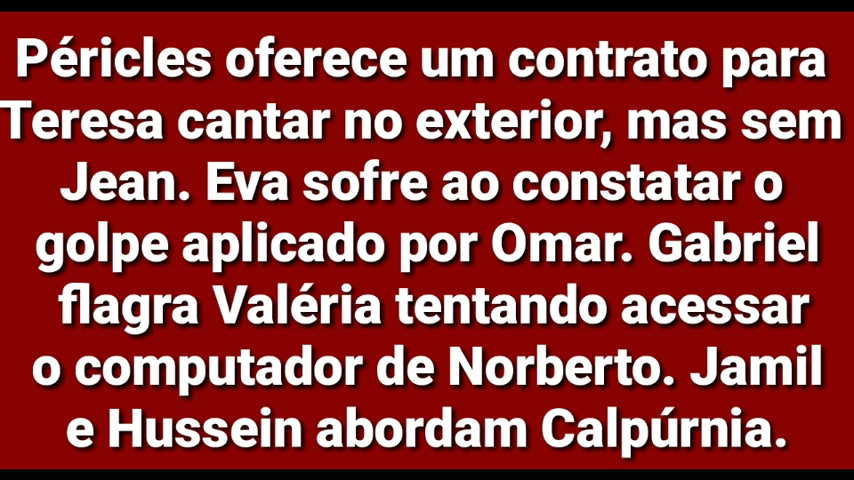 Péricles oferece um contrato para
Teresa cantar no exterior, mas sem
Jean. Eva sofre ao constatar o
golpe aplicado por Omar. Gabriel
flagra Valéria tentando acessar
o computador de Norberto. Jamil
e Hussein abordam Calpúrnia.